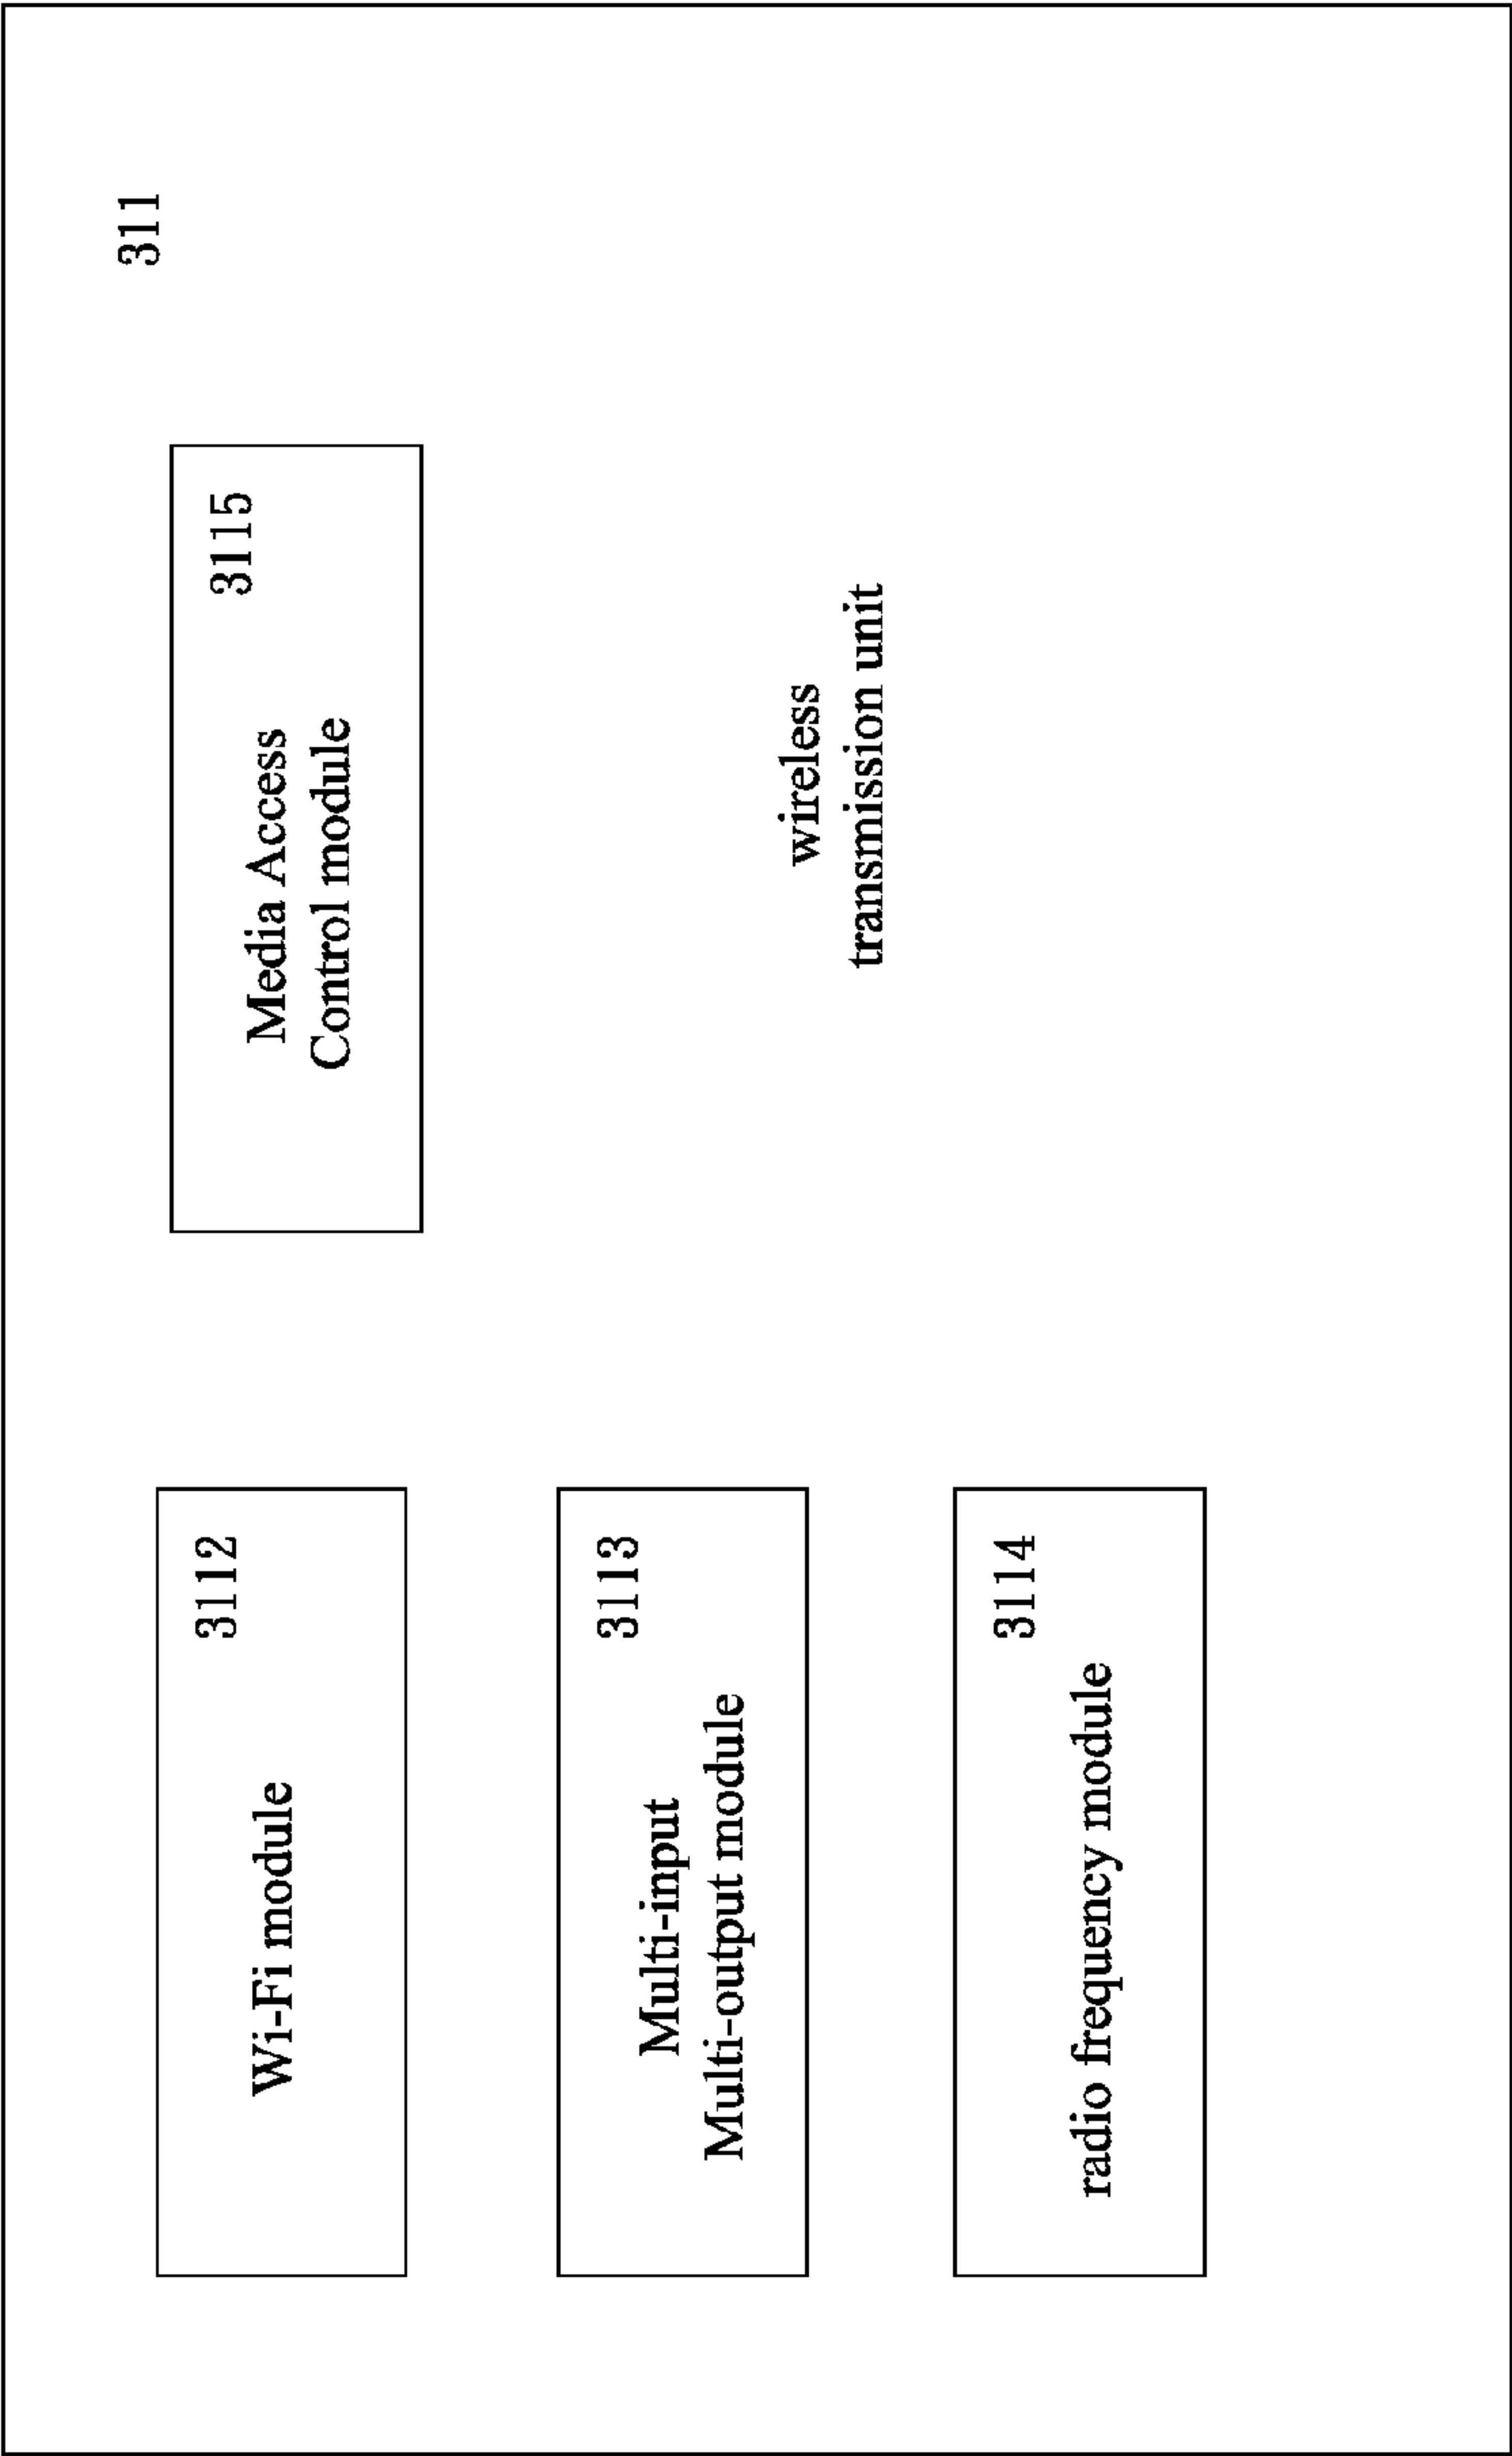 311
3112
Wi-Fi module
3115
Media Access
Control module
3113
Multi-input
Multi-output module
wireless
transmission unit
3114
radio frequency module